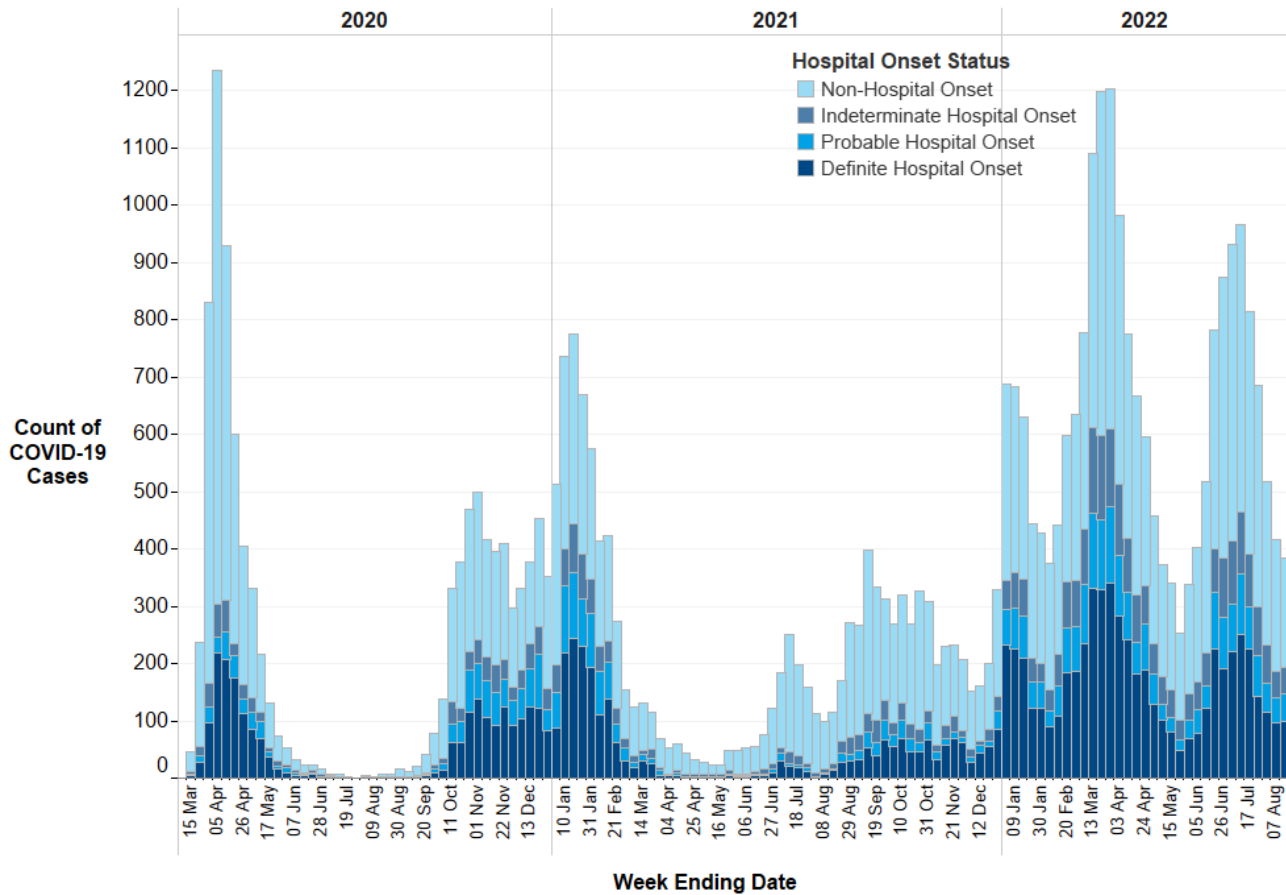 2020 2021 2022
Hospital Onset Status
Non-Hospital Onset
Indeterminate Hospital Onset
Probable Hospital Onset
Definite Hospital Onset
1200
1100
1000
900
800
700
600
500
400
300
200
100
0
Count of
COVID-19
Cases
15 Mar
05 Apr
26 Apr
17 May
07 Jun
28 Jun
19 Jul
09 Aug
30 Aug
20 Sep
11 Oct
01 Nov
22 Nov
13 Dec
10 Jan
31 Jan
21 Feb
14 Mar
04 Apr
25 Apr
16 May
06 Jun
27 Jun
18 Jul
08 Aug
29 Aug
19 Sep
10 Oct
31 Oct
21 Nov
12 Dec
09 Jan
30 Jan
20 Feb
13 Mar
03 Apr
24 Apr
15 May
05 Jun
26 Jun
17 Jul
07 Aug
Week Ending Date